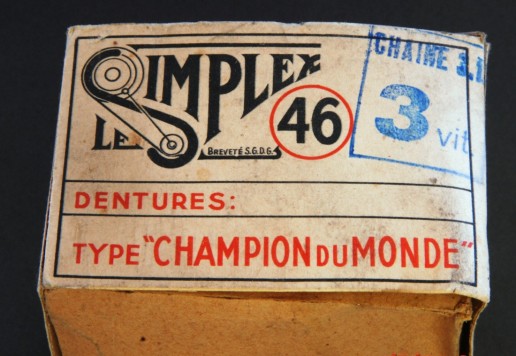 LE SIMPLEX
46
BREVETÉ S.G.D.G.
CHAINE
3 vit.
DENTURES:
TYPE "CHAMPION DU MONDE"